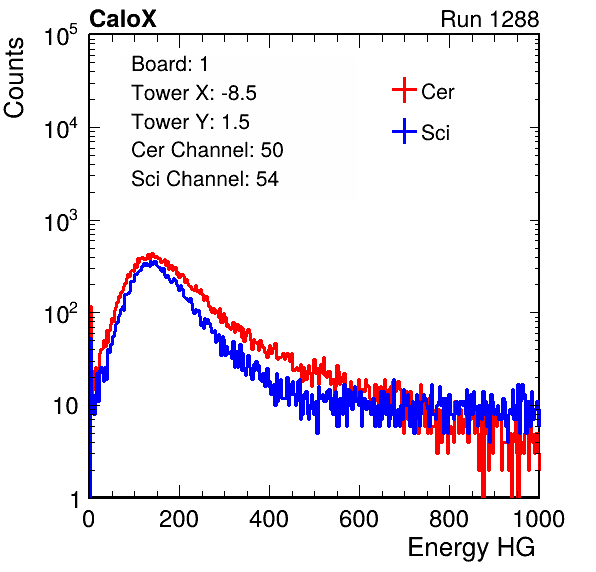 CaloX Run 1288
Counts
10^5
10^4
10^3
10^2
10
1
Board: 1
Tower X: -8.5
Tower Y: 1.5
Cer Channel: 50
Sci Channel: 54
Cer
Sci
0 200 400 600 800 1000
Energy HG